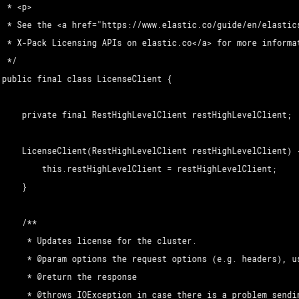 * <p>
* See the <a href="https://www.elastic.co/guide/en/elastics
* X-Pack Licensing APIs on elastic.co</a> for more informat
*/
public final class LicenseClient {
private final RestHighLevelClient restHighLevelClient;
LicenseClient(RestHighLevelClient restHighLevelClient) {
this.restHighLevelClient = restHighLevelClient;
}
/**
* Updates license for the cluster.
* @param options the request options (e.g. headers), us
* @return the response
* @throws IOException in case there is a problem sendin